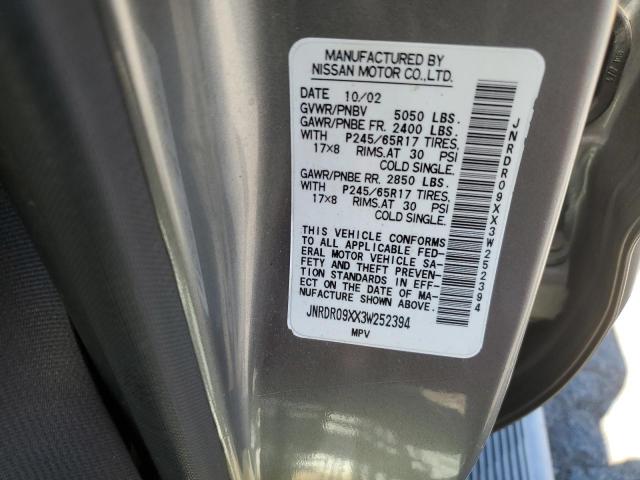 MANUFACTURED BY
NISSAN MOTOR CO., LTD.
DATE 10/02
GVWR/PNBV 5050 LBS.
GAWR/PNBE FR. 2400 LBS.
WITH P245/65R17 TIRES,
17×8 RIMS, AT 30 PSI
COLD SINGLE.
GAWR/PNBE RR. 2850 LBS.
WITH P245/65R17 TIRES,
17×8 RIMS, AT 30 PSI
COLD SINGLE.
THIS VEHICLE CONFORMS
TO ALL APPLICABLE FED-
ERAL MOTOR VEHICLE SA-
FETY AND THEFT PREVEN-
TION STANDARDS IN EFF-
ECT ON THE DATE OF MA-
NUFACTURE SHOWN ABOVE.
JNRDR09XX3W252394
MPV
JNRDR09XX3W252394